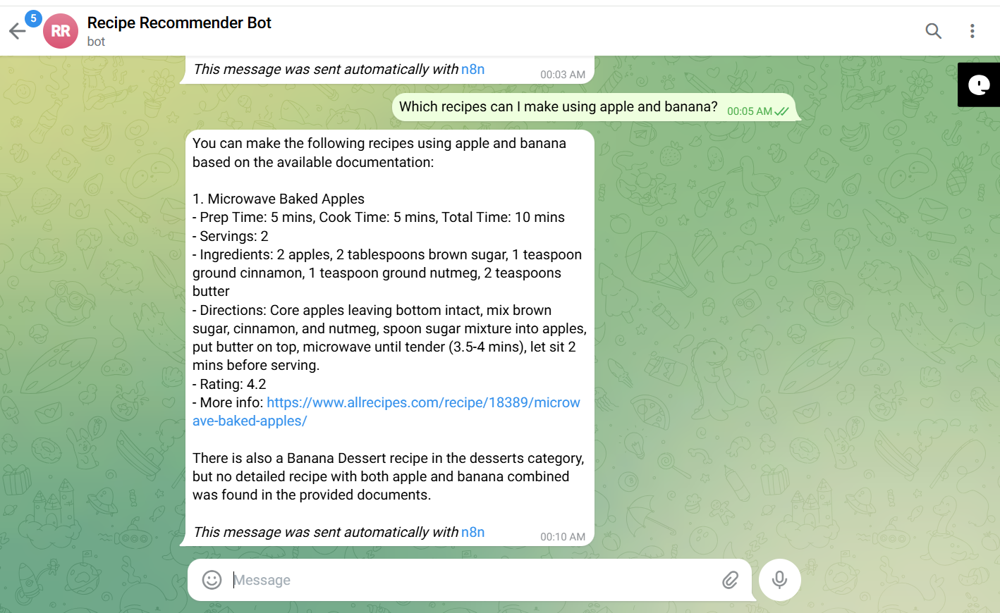 5
RR
Recipe Recommender Bot
bot
This message was sent automatically with n8n
00:03 AM
Which recipes can I make using apple and banana?
00:05 AM
You can make the following recipes using apple and banana
based on the available documentation:
1. Microwave Baked Apples
- Prep Time: 5 mins, Cook Time: 5 mins, Total Time: 10 mins
- Servings: 2
- Ingredients: 2 apples, 2 tablespoons brown sugar, 1 teaspoon
ground cinnamon, 1 teaspoon ground nutmeg, 2 teaspoons
butter
- Directions: Core apples leaving bottom intact, mix brown
sugar, cinnamon, and nutmeg, spoon sugar mixture into apples,
put butter on top, microwave until tender (3.5-4 mins), let sit 2
mins before serving.
- Rating: 4.2
- More info: https://www.allrecipes.com/recipe/18389/microw
ave-baked-apples/
There is also a Banana Dessert recipe in the desserts category,
but no detailed recipe with both apple and banana combined
was found in the provided documents.
This message was sent automatically with n8n
00:10 AM
Message